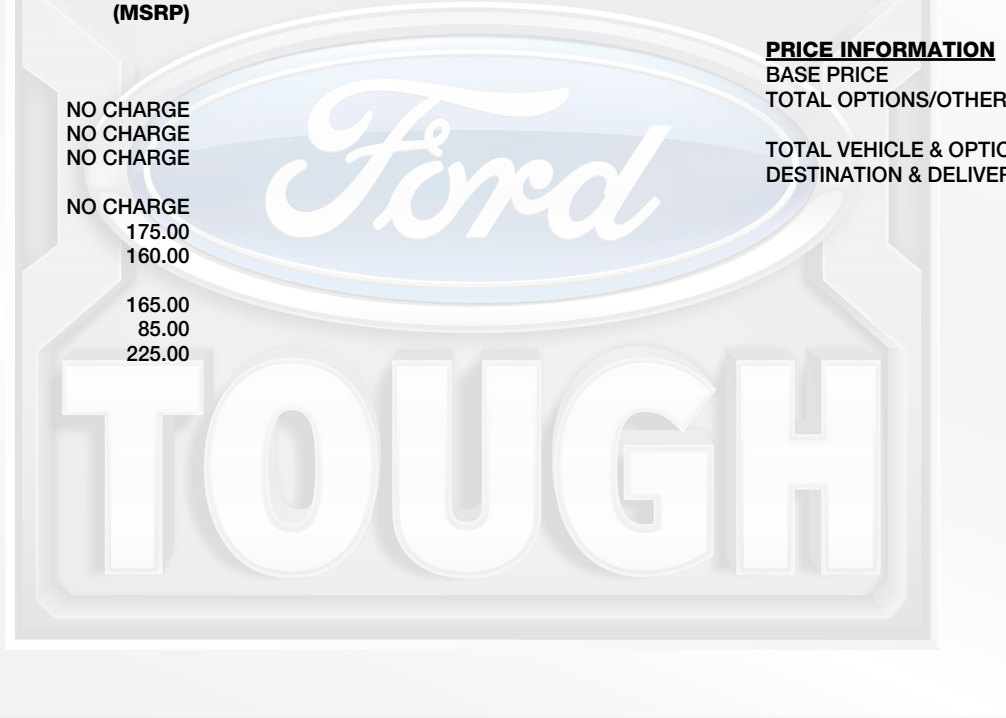 (MSRP)
NO CHARGE
NO CHARGE
NO CHARGE
NO CHARGE
175.00
160.00
165.00
85.00
225.00
PRICE INFORMATION
BASE PRICE
TOTAL OPTIONS/OTHER
TOTAL VEHICLE & OPTIO
DESTINATION & DELIVER
Ford
TOUGH